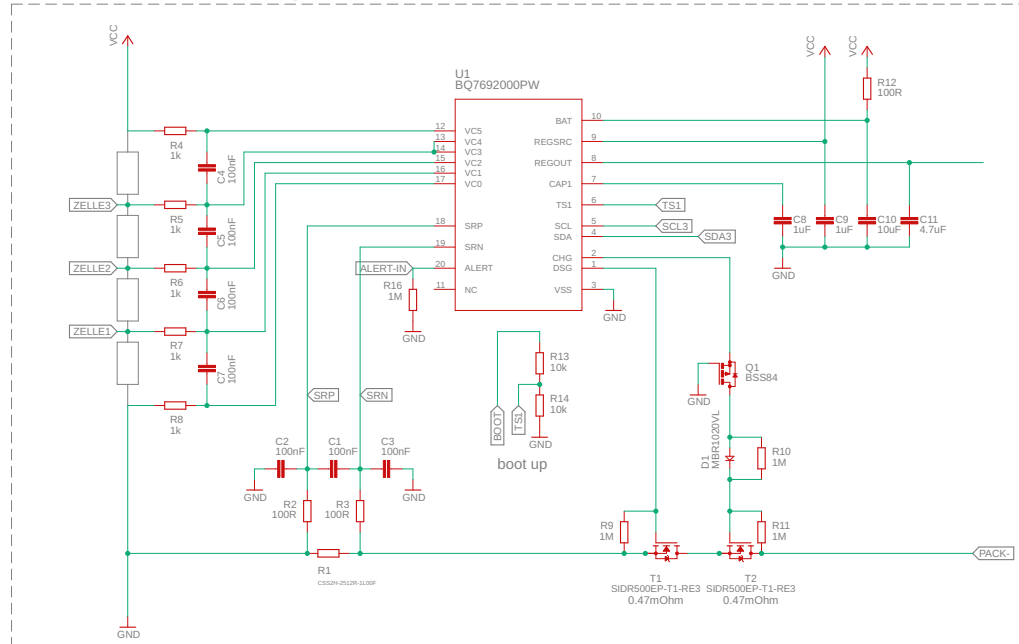 VCC
VCC
VCC
U1
BQ7692000PW
R12
100R
R4
1k
C4
100nF
12
13
14
15
16
17
VC5
VC4
VC3
VC2
VC1
VC0
BAT
10
REGSRC
9
REGOUT
8
CAP1
7
ZELLE3
R5
1k
C5
100nF
18
SRP
TS1
6
TS1
SCL
5
SCL3
SDA
4
SDA3
C8
1uF
C9
1uF
C10
10uF
C11
4.7uF
19
SRN
ZELLE2
R6
1k
C6
100nF
ALERT-IN
20
ALERT
CHG
2
DSG
1
GND
R16
1M
11
NC
VSS
3
GND
GND
ZELLE1
R7
1k
C7
100nF
R13
10k
R14
10k
BOOT
TS1
GND
boot up
Q1
BSS84
GND
SRP
SRN
R8
1k
D1
MBR1020VL
R10
1M
C2
100nF
C1
100nF
C3
100nF
GND
GND
R2
100R
R3
100R
R9
1M
R11
1M
R1
CSS2H-2512R-1L00F
PACK-
T1
SIDR500EP-T1-RE3
0.47mOhm
T2
SIDR500EP-T1-RE3
0.47mOhm
GND